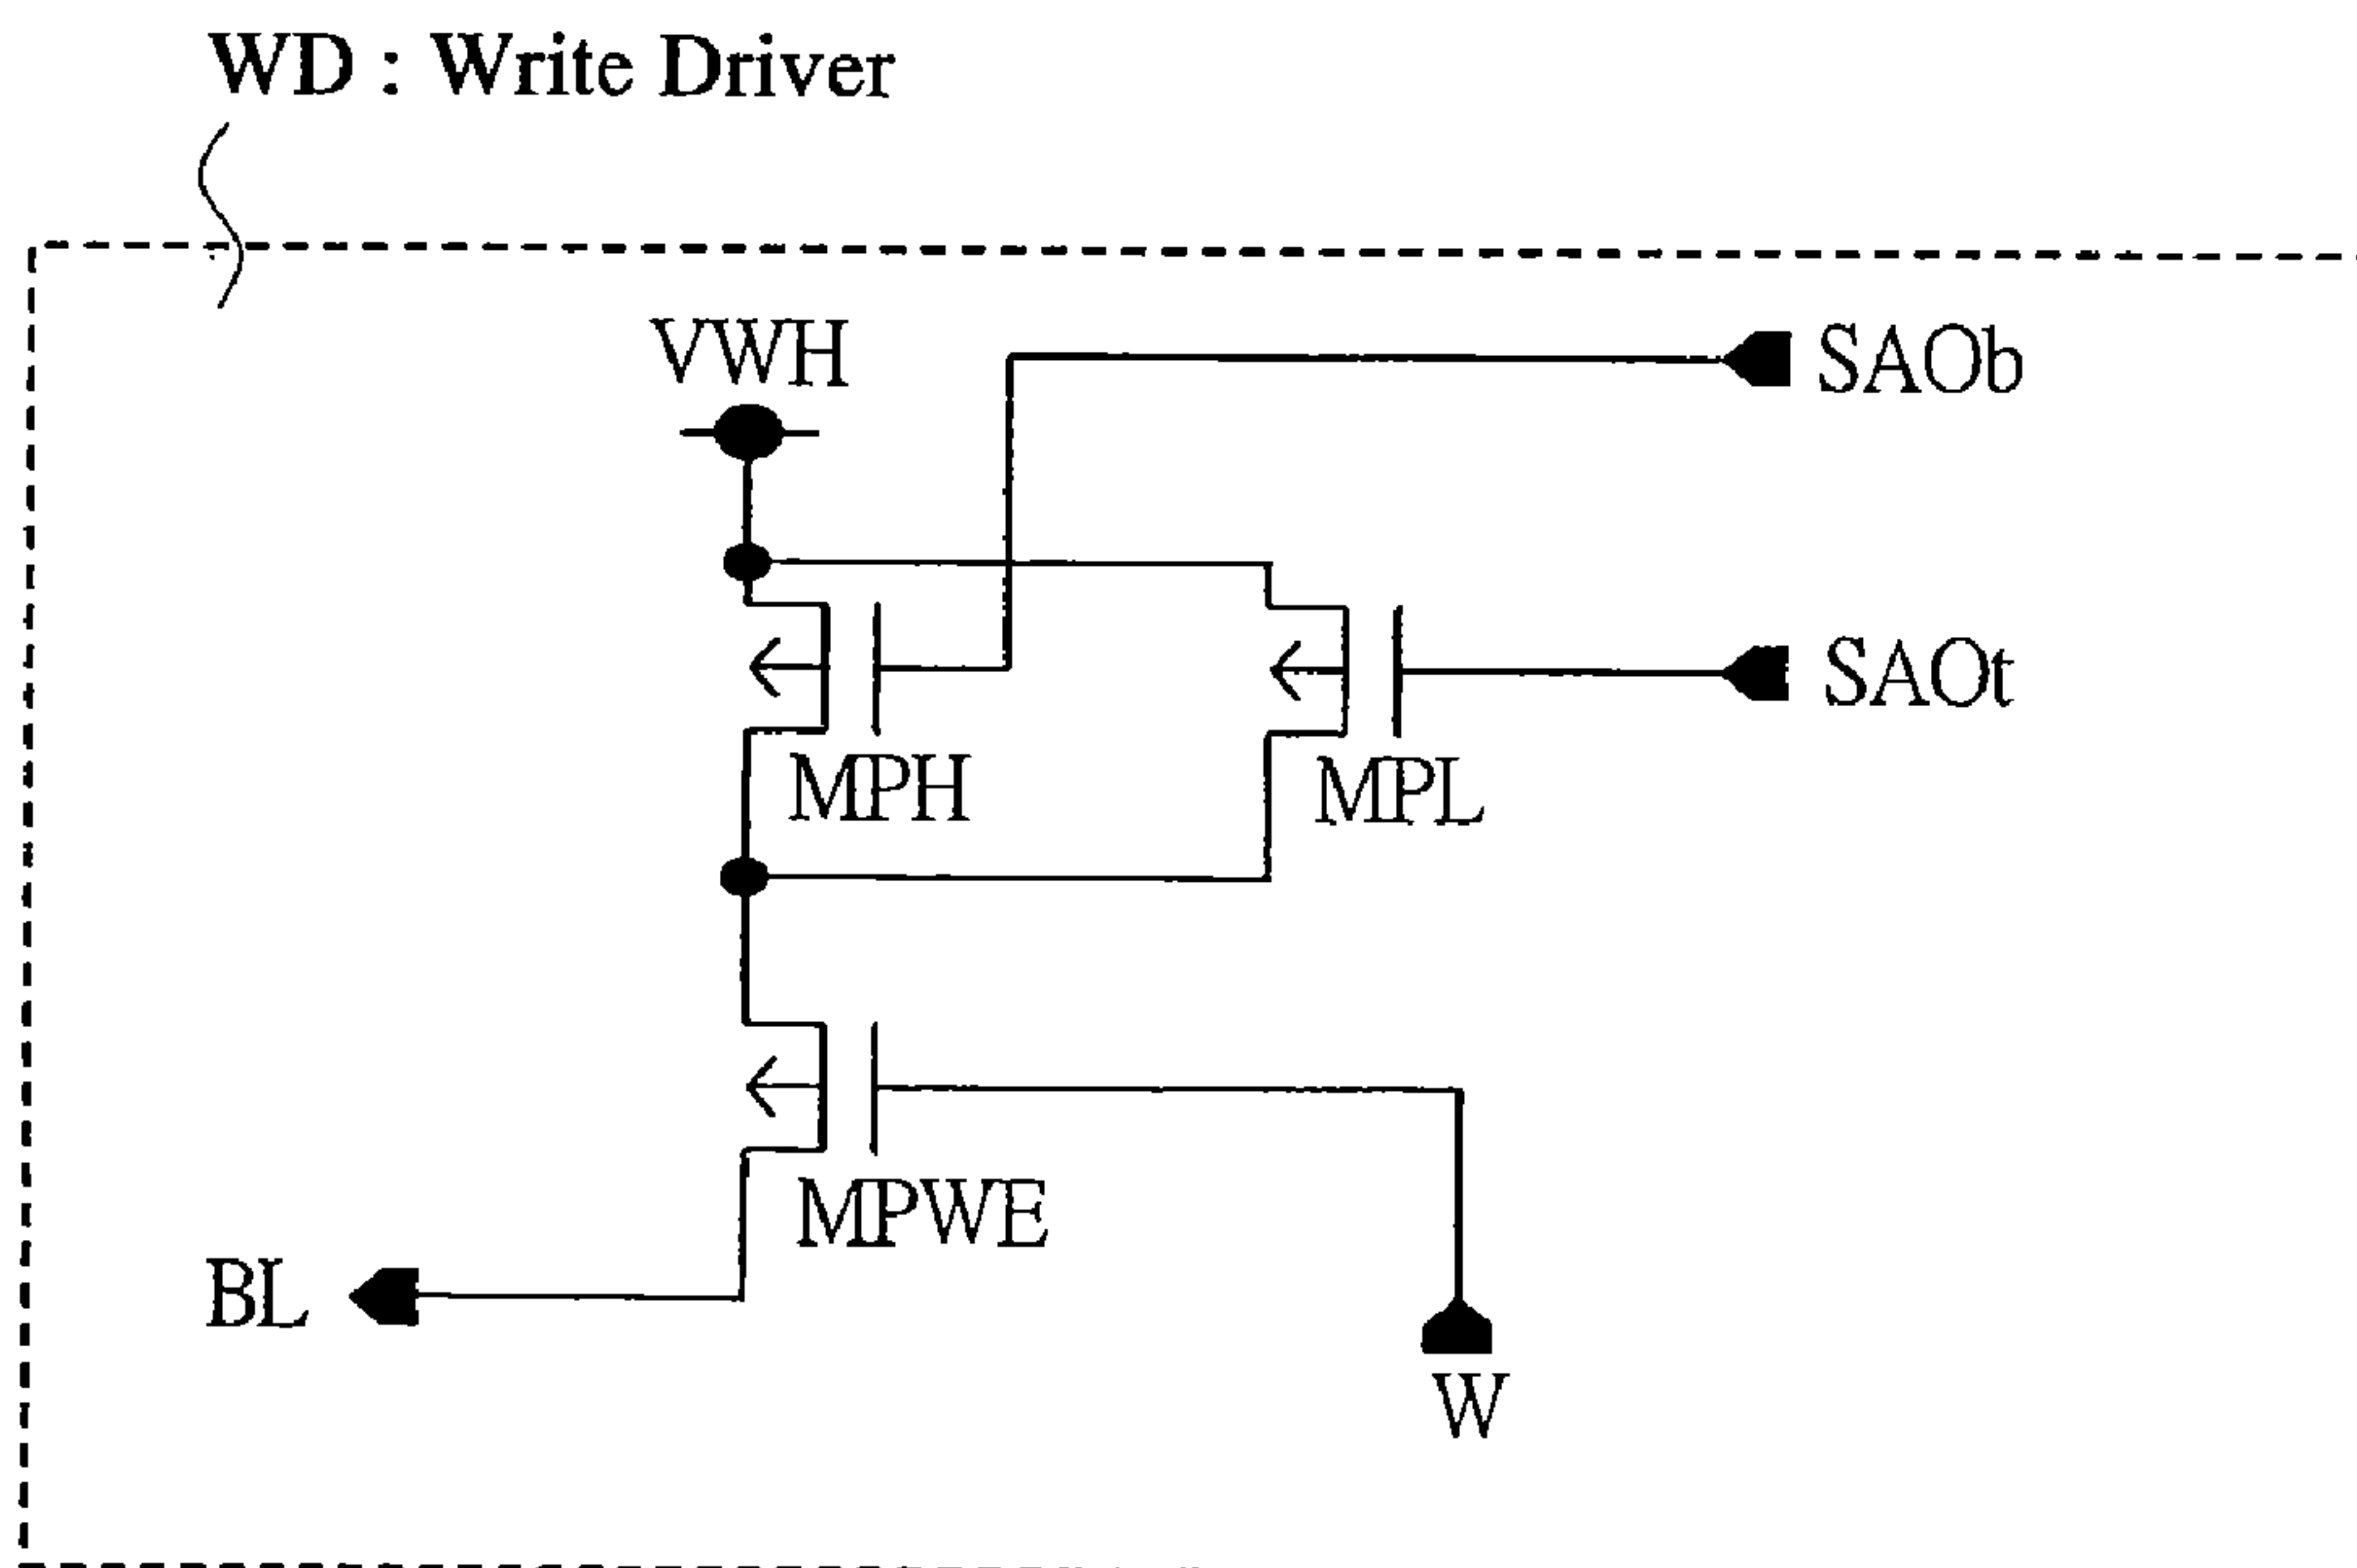 WD : Write Driver
VWH
SAOb
SAOt
MPH
MPL
MPWE
BL
W